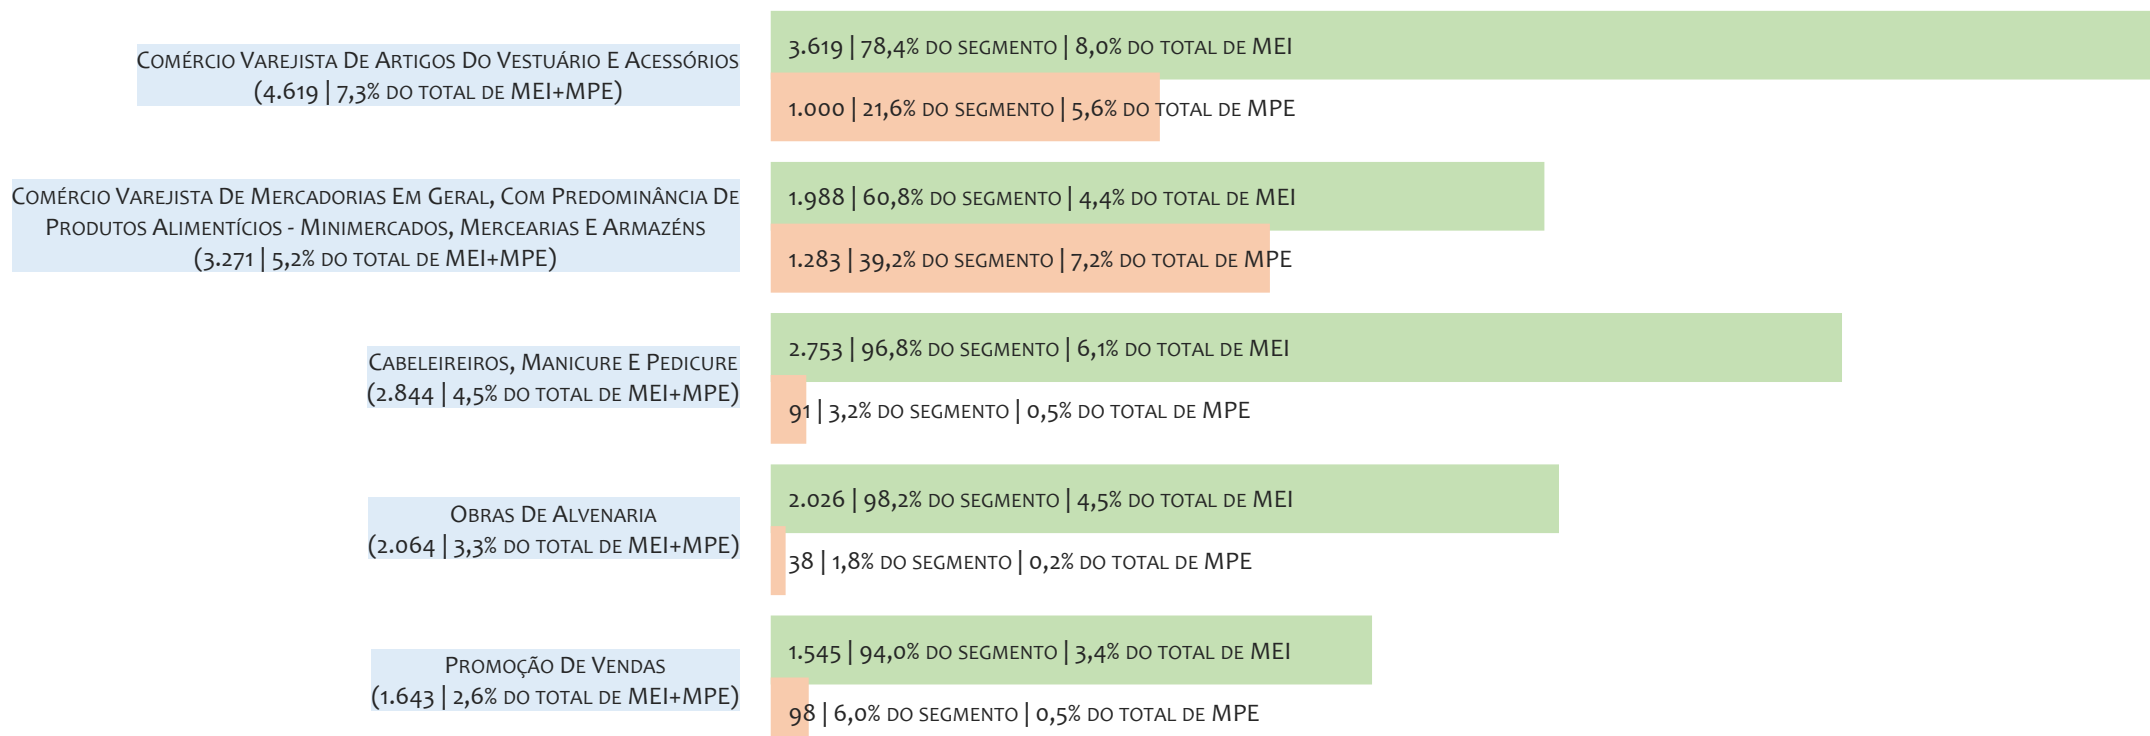 Comércio Varejista De Artigos Do Vestuário E Acessórios
(4.619 | 7,3% do total de MEI+MPE)
3.619 | 78,4% do segmento | 8,0% do total de MEI
1.000 | 21,6% do segmento | 5,6% do total de MPE
Comércio Varejista De Mercadorias Em Geral, Com Predominância De
Produtos Alimentícios - Minimercados, Mercearias E Armazéns
(3.271 | 5,2% do total de MEI+MPE)
1.988 | 60,8% do segmento | 4,4% do total de MEI
1.283 | 39,2% do segmento | 7,2% do total de MPE
Cabeleireiros, Manicure E Pedicure
(2.844 | 4,5% do total de MEI+MPE)
2.753 | 96,8% do segmento | 6,1% do total de MEI
91 | 3,2% do segmento | 0,5% do total de MPE
Obras De Alvenaria
(2.064 | 3,3% do total de MEI+MPE)
2.026 | 98,2% do segmento | 4,5% do total de MEI
38 | 1,8% do segmento | 0,2% do total de MPE
Promoção De Vendas
(1.643 | 2,6% do total de MEI+MPE)
1.545 | 94,0% do segmento | 3,4% do total de MEI
98 | 6,0% do segmento | 0,5% do total de MPE